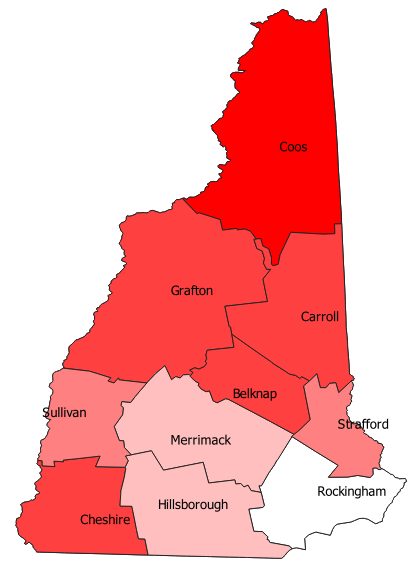 Coos
Grafton
Carroll
Belknap
Sullivan
Strafford
Merrimack
Rockingham
Hillsborough
Cheshire